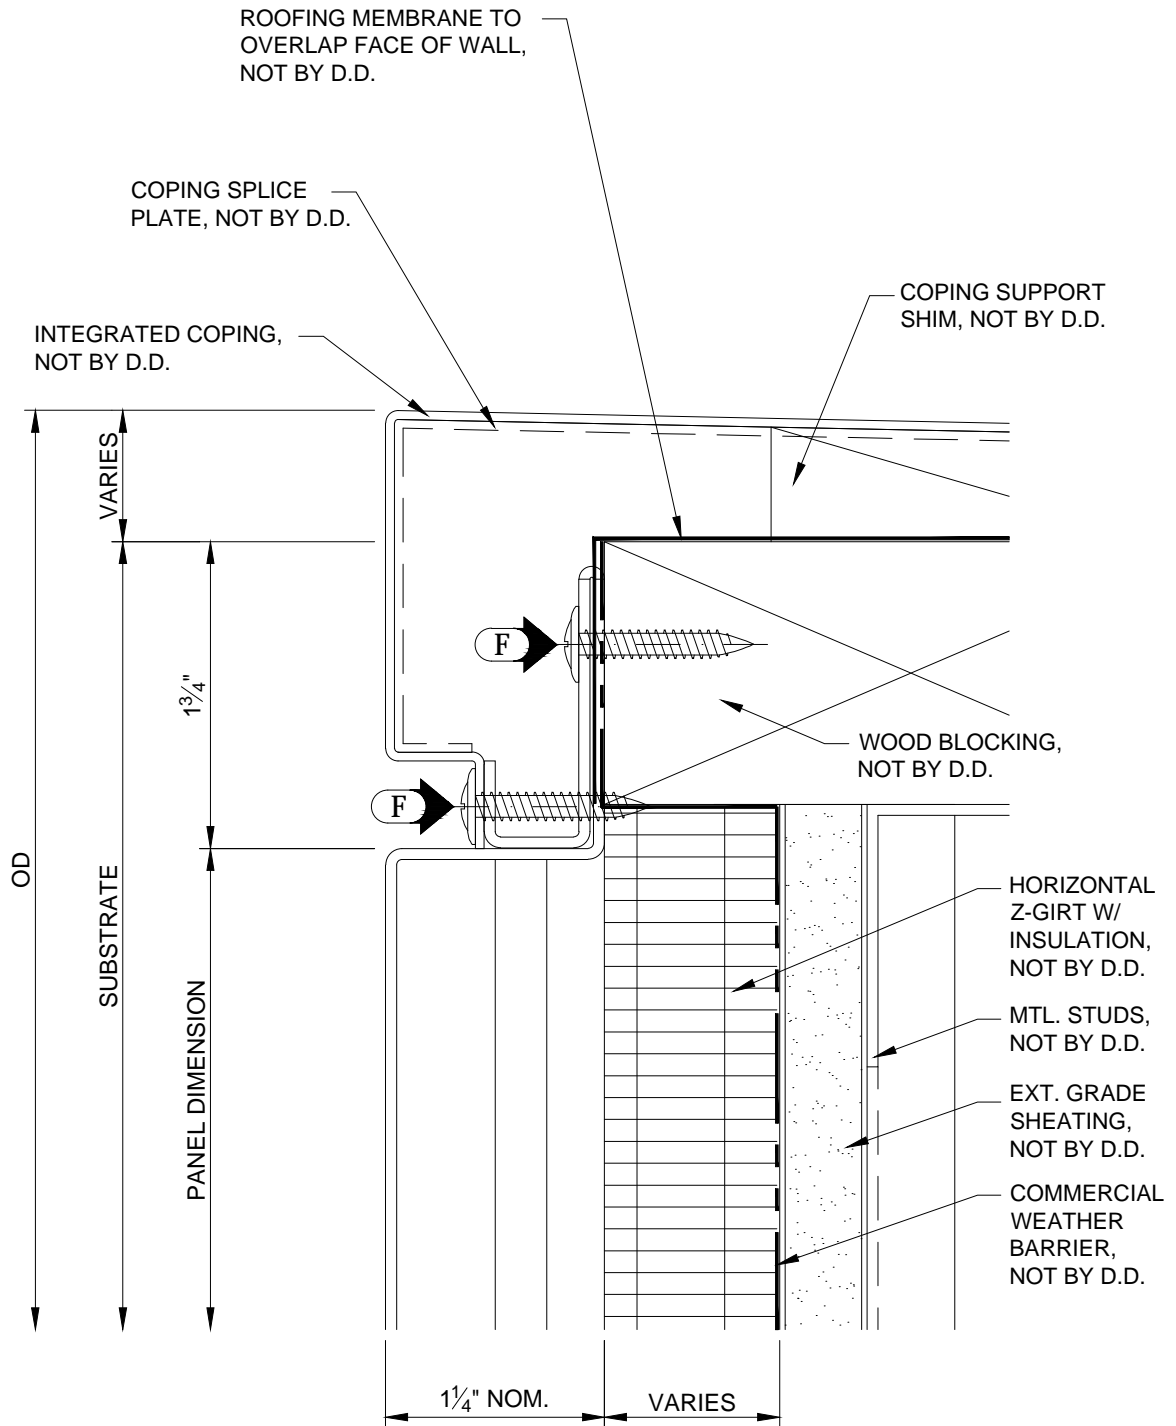 ROOFING MEMBRANE TO
OVERLAP FACE OF WALL,
NOT BY D.D.
COPING SPLICE
PLATE, NOT BY D.D.
COPING SUPPORT
SHIM, NOT BY D.D.
INTEGRATED COPING,
NOT BY D.D.
VARIES
F
1¾"
WOOD BLOCKING,
NOT BY D.D.
F
OD
SUBSTRATE
PANEL DIMENSION
HORIZONTAL
Z-GIRT W/
INSULATION,
NOT BY D.D.
MTL. STUDS,
NOT BY D.D.
EXT. GRADE
SHEATING,
NOT BY D.D.
COMMERCIAL
WEATHER
BARRIER,
NOT BY D.D.
1¼" NOM.
VARIES